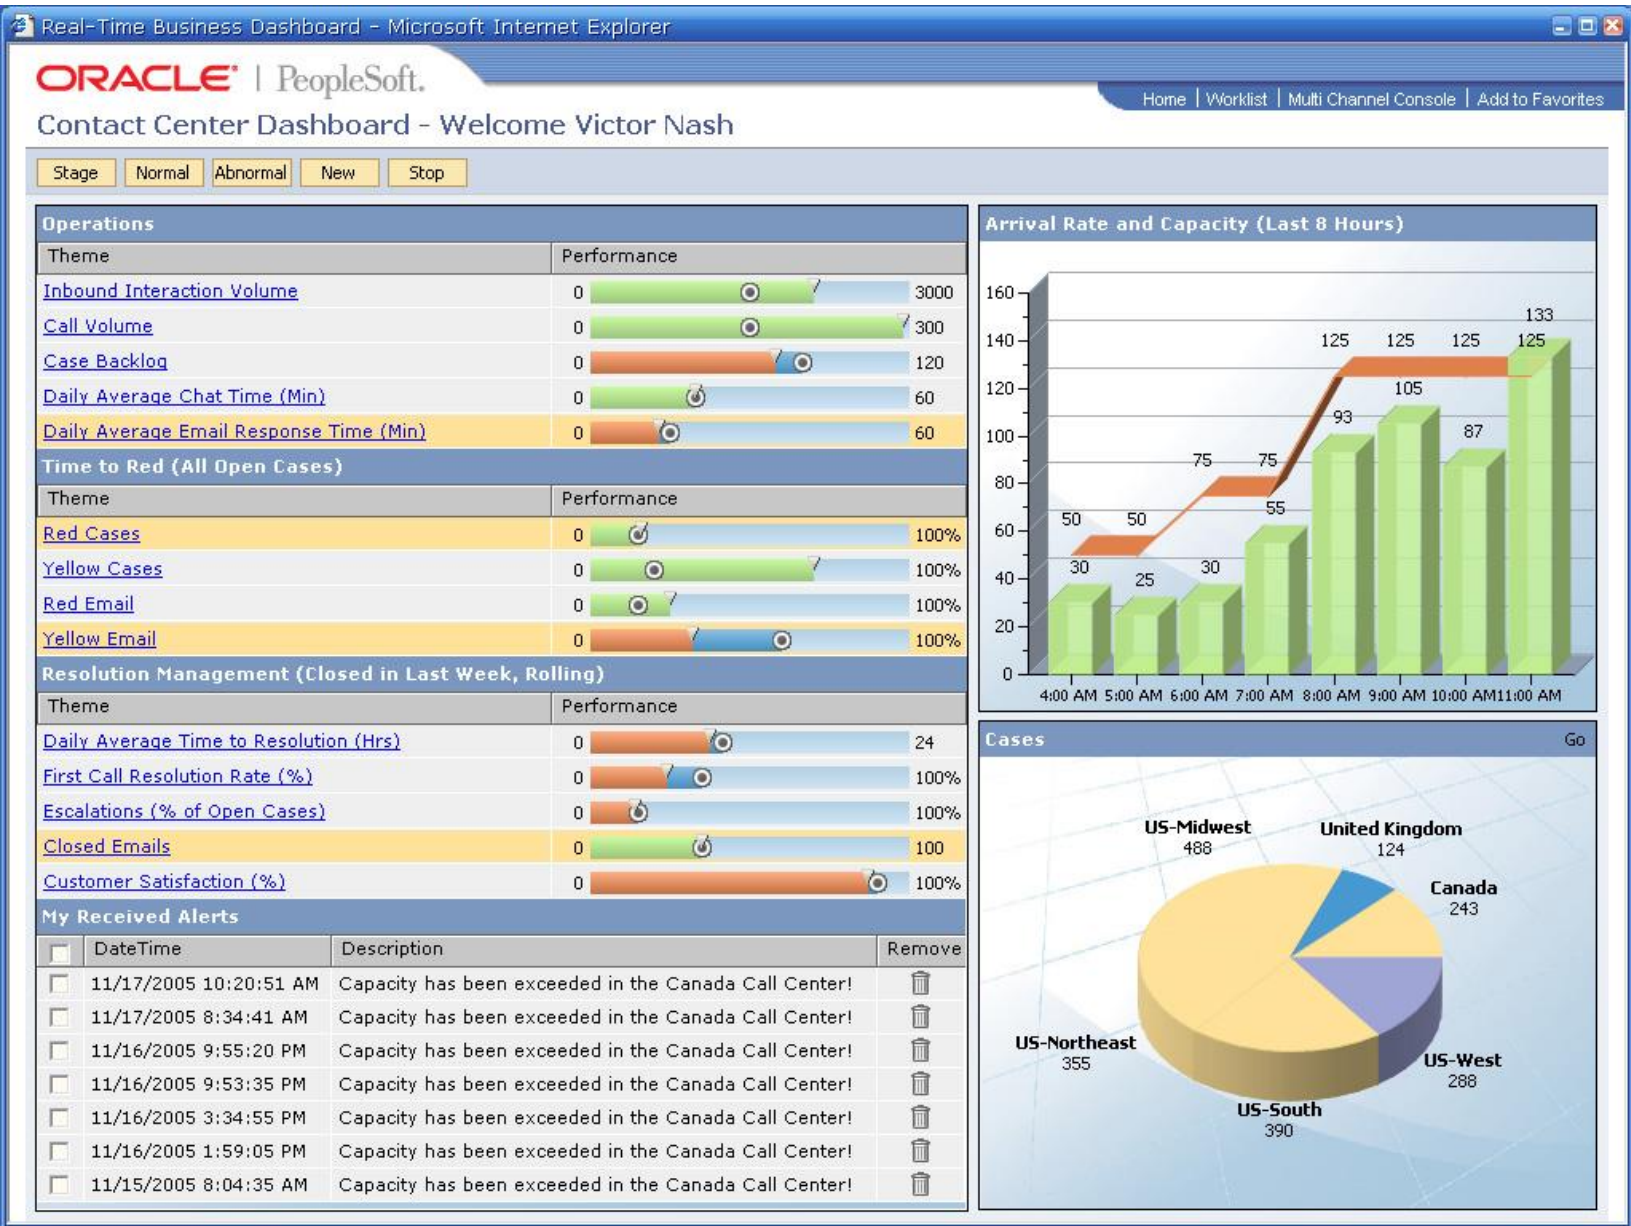 Real-Time Business Dashboard - Microsoft Internet Explorer
ORACLE | PeopleSoft.
Home | Worklist | Multi Channel Console | Add to Favorites
Contact Center Dashboard - Welcome Victor Nash
Stage Normal Abnormal New Stop
Operations
Theme Performance
Inbound Interaction Volume 0 3000
Call Volume 0 300
Case Backlog 0 120
Daily Average Chat Time (Min) 0 60
Daily Average Email Response Time (Min) 0 60
Time to Red (All Open Cases)
Theme Performance
Red Cases 0 100%
Yellow Cases 0 100%
Red Email 0 100%
Yellow Email 0 100%
Resolution Management (Closed in Last Week, Rolling)
Theme Performance
Daily Average Time to Resolution (Hrs) 0 24
First Call Resolution Rate (%) 0 100%
Escalations (% of Open Cases) 0 100%
Closed Emails 0 100
Customer Satisfaction (%) 0 100%
My Received Alerts
DateTime Description Remove
11/17/2005 10:20:51 AM Capacity has been exceeded in the Canada Call Center!
11/17/2005 8:34:41 AM Capacity has been exceeded in the Canada Call Center!
11/16/2005 9:55:20 PM Capacity has been exceeded in the Canada Call Center!
11/16/2005 9:53:35 PM Capacity has been exceeded in the Canada Call Center!
11/16/2005 3:34:55 PM Capacity has been exceeded in the Canada Call Center!
11/16/2005 1:59:05 PM Capacity has been exceeded in the Canada Call Center!
11/15/2005 8:04:35 AM Capacity has been exceeded in the Canada Call Center!
Arrival Rate and Capacity (Last 8 Hours)
160
133
140 125 125 125 125
120 105
93
100 87
75 75
80
55
60 50 50
30 25 30
40
20
0
4:00 AM 5:00 AM 6:00 AM 7:00 AM 8:00 AM 9:00 AM 10:00 AM 11:00 AM
Cases Go
US-Midwest
488
United Kingdom
124
Canada
243
US-Northeast
355
US-West
288
US-South
390